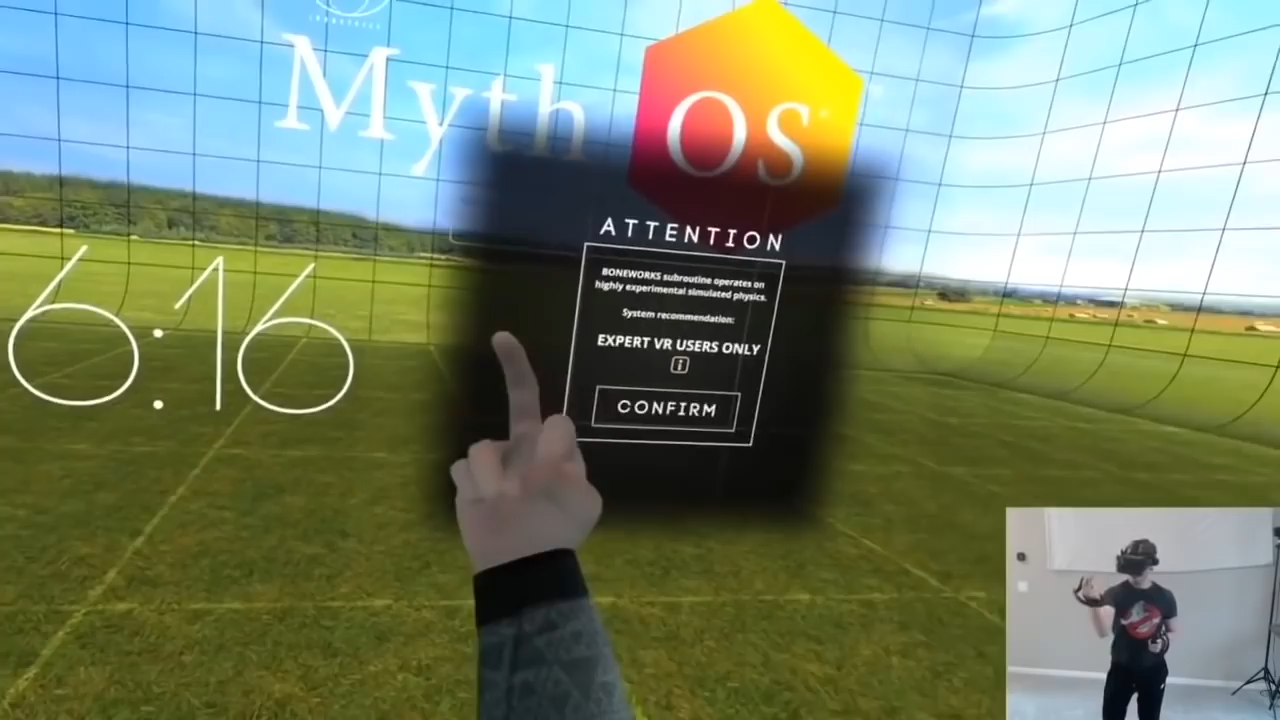 Myth OS
6:16
ATTENTION
BONEWORKS subroutine operates on
highly experimental simulated physics.
System recommendation:
EXPERT VR USERS ONLY
i
CONFIRM